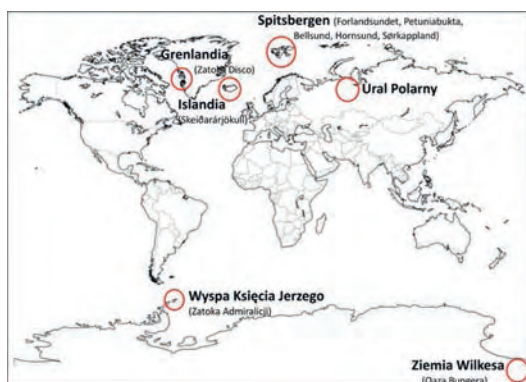 Spitsbergen (Forlandsundet, Petuniabukta,
Bellsund, Hornsund, Sørkappland)
Grenlandia
(Zatoka Disco)
Ural Polarny
Islandia
(Skeiðarárjökull)
Wyspa Księcia Jerzego
(Zatoka Admiralicji)
Ziemia Wilkesa
(Oaza Bungera)